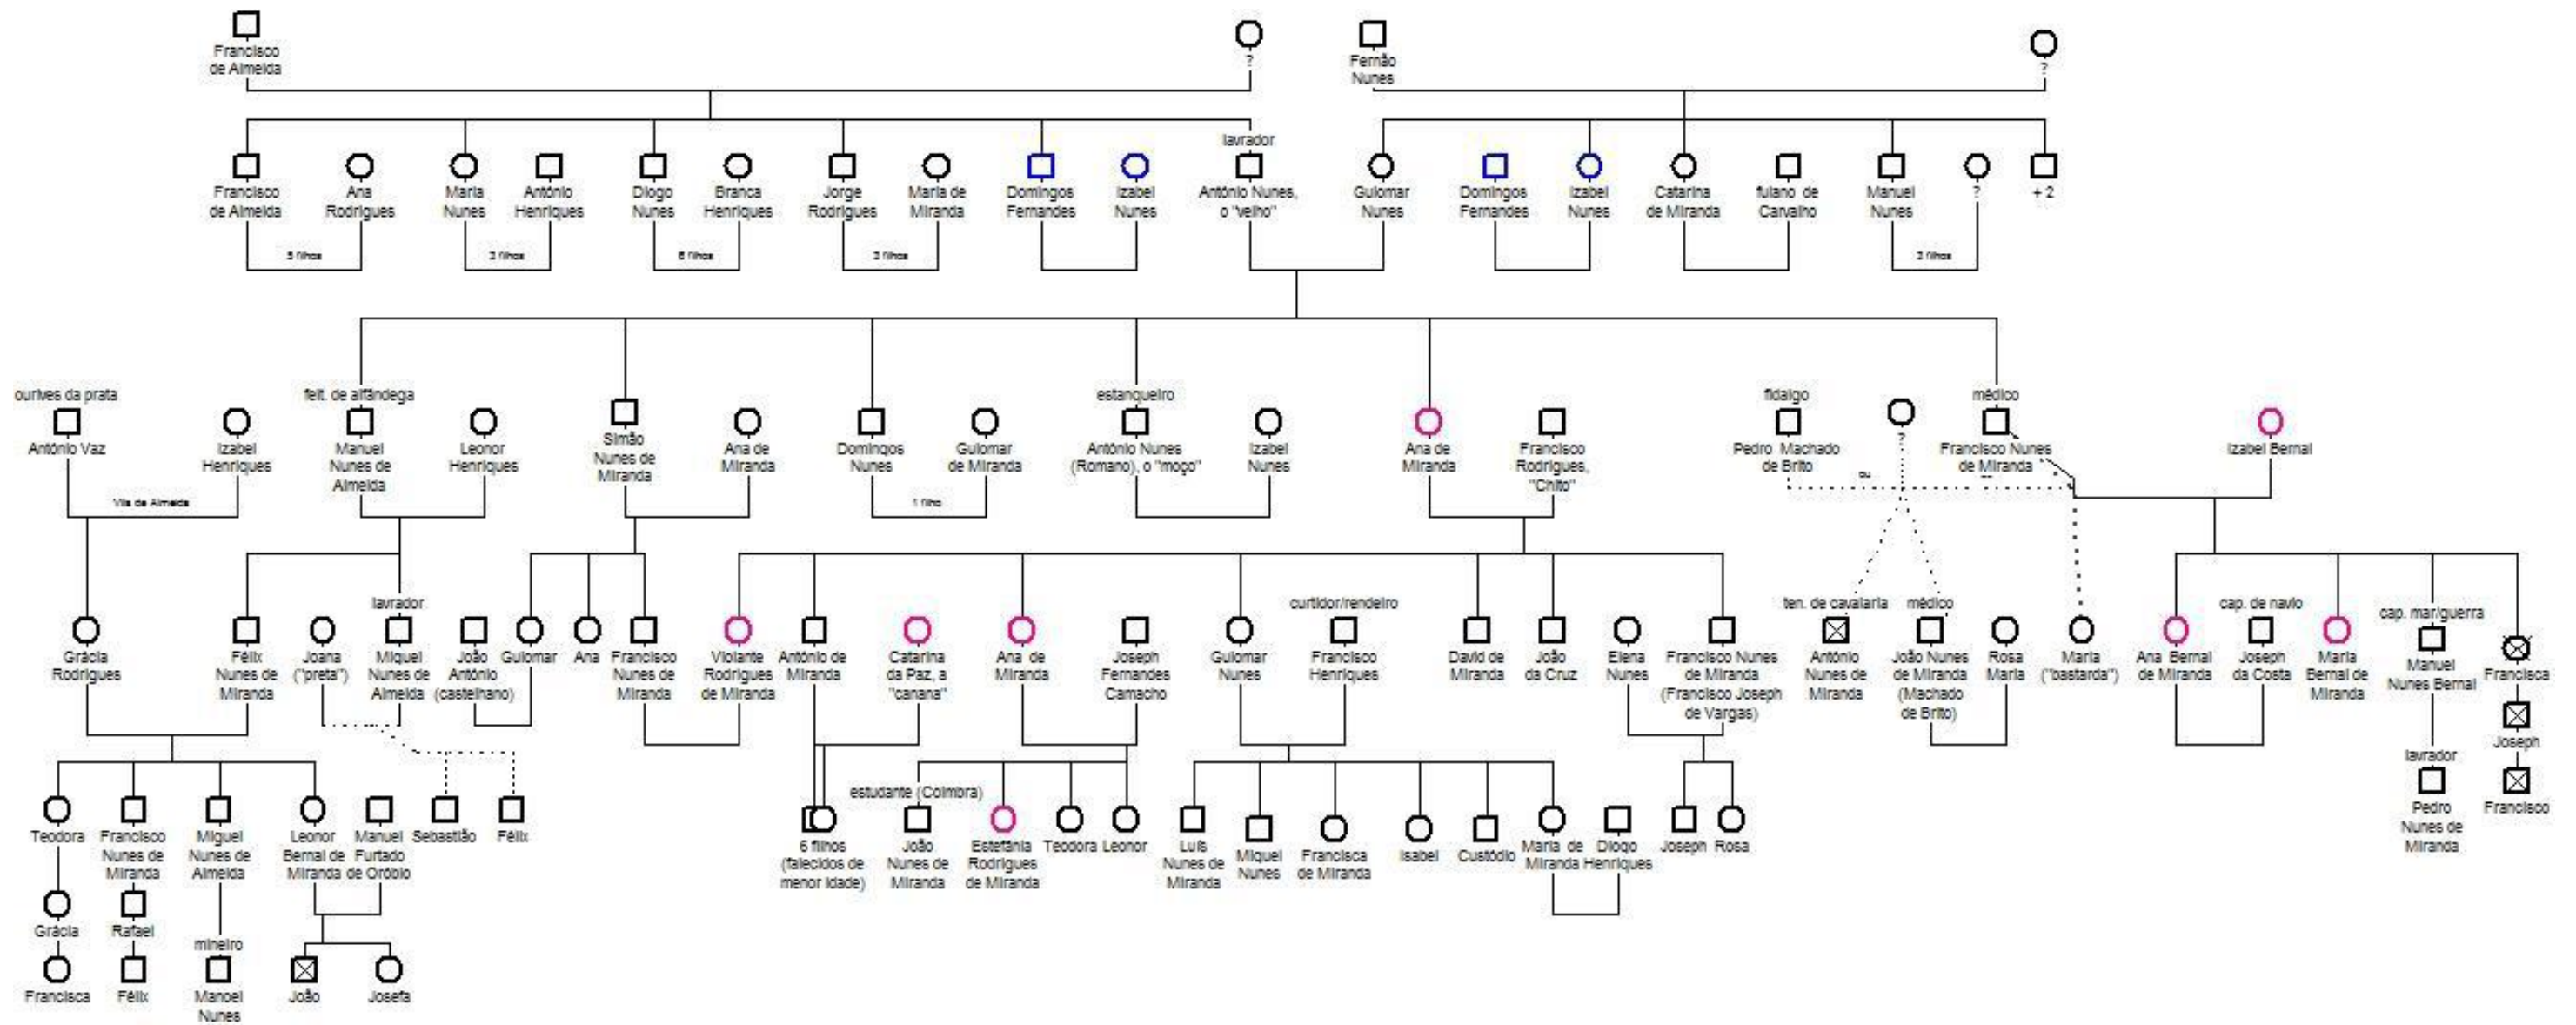 Francisco
de Almeida
?
Fernão
Nunes
?
lavrador
Francisco
de Almeida
Ana
Rodrigues
Maria
Nunes
António
Henriques
Diogo
Nunes
Branca
Henriques
Jorge
Rodrigues
Maria de
Miranda
Domingos
Fernandes
Izabel
Nunes
António Nunes,
o "velho"
Guiomar
Nunes
Domingos
Fernandes
Izabel
Nunes
Catarina
de Miranda
fulano de
Carvalho
Manuel
Nunes
?
+ 2
filhos
filhos
6 filhos
filhos
filhos
ourives da prata
António Vaz
Izabel
Henriques
Vila de Almeida
feit. de alfândega
Manuel
Nunes de
Almeida
Leonor
Henriques
Simão
Nunes de
Miranda
Ana de
Miranda
Domingos
Nunes
Guiomar
de Miranda
1 filho
estanqueiro
António Nunes
(Romano), o "moço"
Izabel
Nunes
Ana de
Miranda
Francisco
Rodrigues,
"Chito"
fidalgo
Pedro Machado
de Brito
?
ou
médico
Francisco Nunes
de Miranda
Izabel Bernal
Grácia
Rodrigues
Félix
Nunes de
Miranda
Joana
("preta")
lavrador
Miguel
Nunes de
Almeida
João
António
(castelhano)
Guiomar
Ana
Francisco
Nunes de
Miranda
Violante
Rodrigues
de Miranda
António de
Miranda
Catarina
da Paz, a
"canana"
Ana de
Miranda
Joseph
Fernandes
Camacho
Guiomar
Nunes
curtidor/rendeiro
Francisco
Henriques
David de
Miranda
João
da Cruz
Elena
Nunes
Francisco Nunes
de Miranda
(Francisco Joseph
de Vargas)
ten. de cavalaria
António
Nunes de
Miranda
médico
João Nunes
de Miranda
(Machado
de Brito)
Rosa
Maria
Maria
("bastarda")
Ana Bernal
de Miranda
cap. de navio
Joseph
da Costa
Maria
Bernal de
Miranda
cap. mar/guerra
Manuel
Nunes Bernal
Francisca
Joseph
Francisco
lavrador
Pedro
Nunes de
Miranda
Teodora
Francisco
Nunes de
Miranda
Miguel
Nunes de
Almeida
Leonor
Bernal de
Miranda
Manuel
Furtado
de Oróbio
Sebastião
Félix
6 filhos
(falecidos de
menor idade)
estudante (Coimbra)
João
Nunes de
Miranda
Estefânia
Rodrigues
de Miranda
Teodora
Leonor
Luís
Nunes de
Miranda
Miguel
Nunes
Francisca
de Miranda
Isabel
Custódio
Maria de
Miranda
Diogo
Henriques
Joseph
Rosa
Grácia
Rafael
mineiro
Francisca
Félix
Manoel
Nunes
João
Josefa